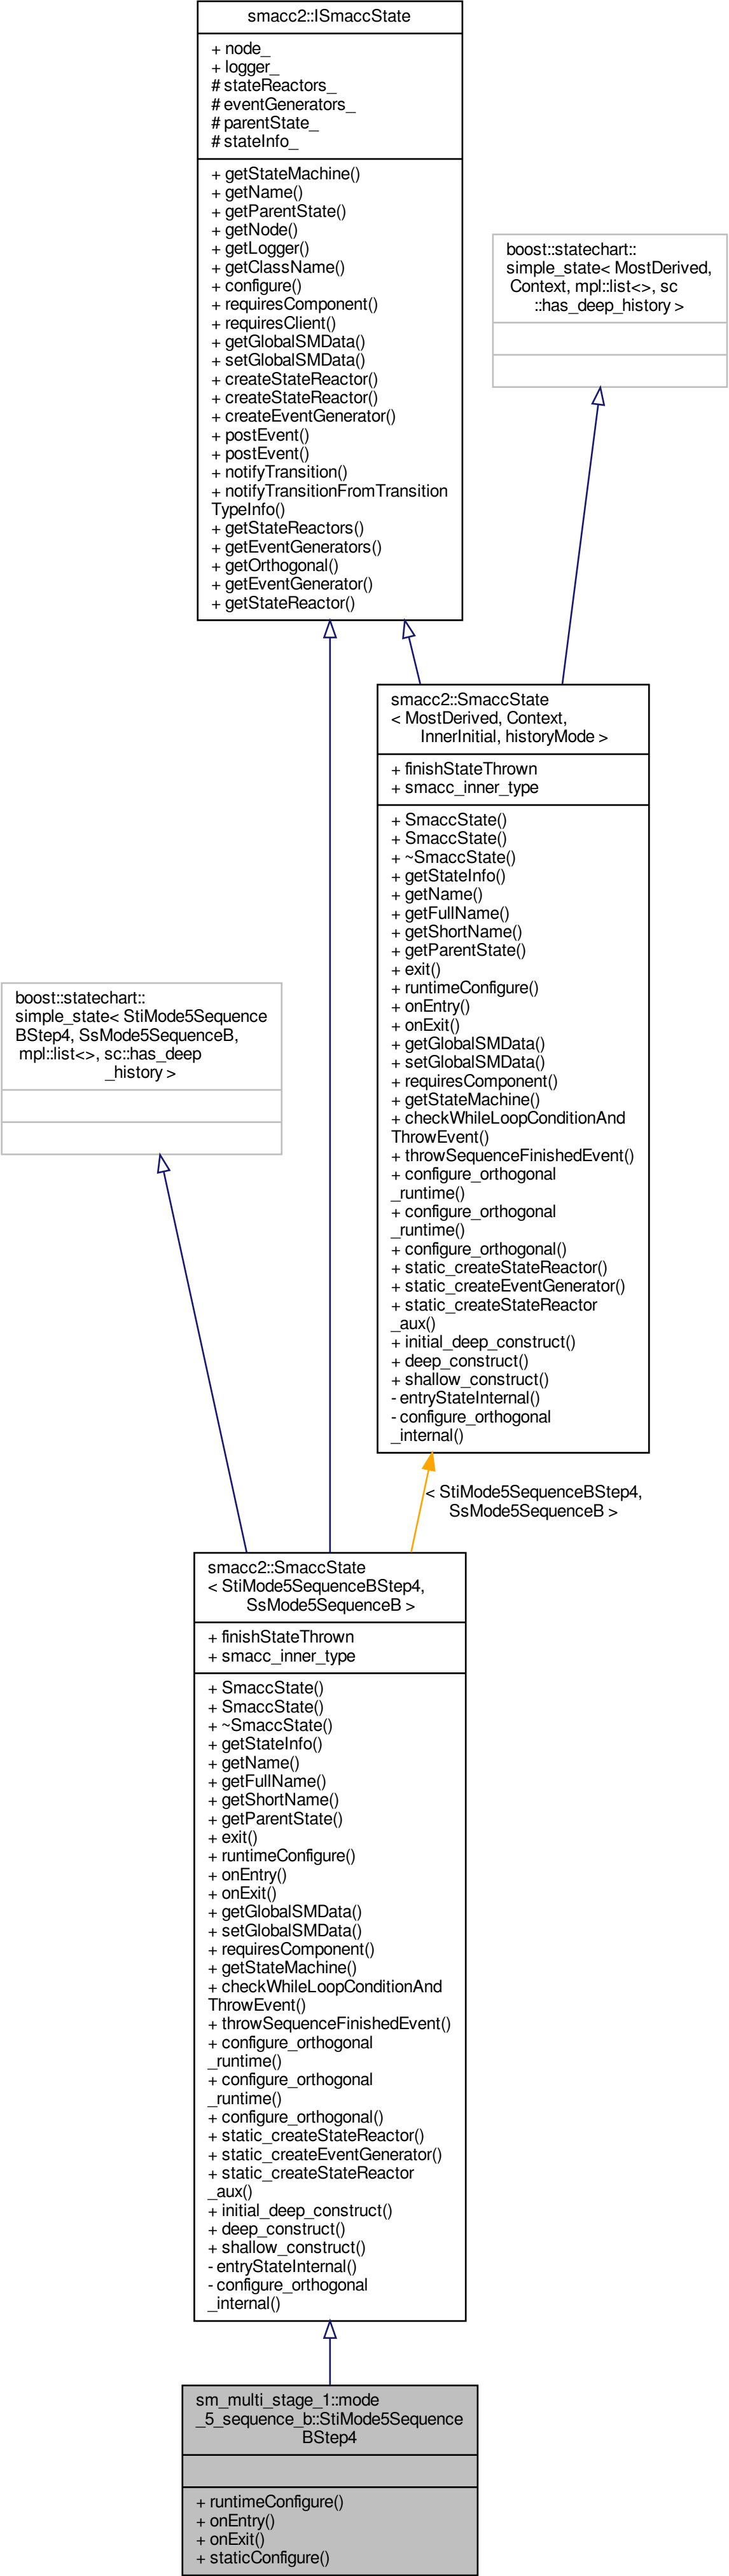 smacc2::ISmaccState
+ node_
+ logger_
# stateReactors_
# eventGenerators_
# parentState_
# stateInfo_
+ getStateMachine()
+ getName()
+ getParentState()
+ getNode()
+ getLogger()
+ getClassName()
+ configure()
+ requiresComponent()
+ requiresClient()
+ getGlobalSMData()
+ setGlobalSMData()
+ createStateReactor()
+ createStateReactor()
+ createEventGenerator()
+ postEvent()
+ postEvent()
+ notifyTransition()
+ notifyTransitionFromTransition
TypeInfo()
+ getStateReactors()
+ getEventGenerators()
+ getOrthogonal()
+ getEventGenerator()
+ getStateReactor()
boost::statechart::
simple_state< MostDerived,
Context, mpl::list<>, sc
::has_deep_history >
smacc2::SmaccState
< MostDerived, Context,
InnerInitial, historyMode >
+ finishStateThrown
+ smacc_inner_type
+ SmaccState()
+ SmaccState()
+ ~SmaccState()
+ getStateInfo()
+ getName()
+ getFullName()
+ getShortName()
+ getParentState()
+ exit()
+ runtimeConfigure()
+ onEntry()
+ onExit()
+ getGlobalSMData()
+ setGlobalSMData()
+ requiresComponent()
+ getStateMachine()
+ checkWhileLoopConditionAnd
ThrowEvent()
+ throwSequenceFinishedEvent()
+ configure_orthogonal
_runtime()
+ configure_orthogonal
_runtime()
+ configure_orthogonal()
+ static_createStateReactor()
+ static_createEventGenerator()
+ static_createStateReactor
_aux()
+ initial_deep_construct()
+ deep_construct()
+ shallow_construct()
- entryStateInternal()
- configure_orthogonal
_internal()
boost::statechart::
simple_state< StiMode5Sequence
BStep4, SsMode5SequenceB,
mpl::list<>, sc::has_deep
_history >
< StiMode5SequenceBStep4,
SsMode5SequenceB >
smacc2::SmaccState
< StiMode5SequenceBStep4,
SsMode5SequenceB >
+ finishStateThrown
+ smacc_inner_type
+ SmaccState()
+ SmaccState()
+ ~SmaccState()
+ getStateInfo()
+ getName()
+ getFullName()
+ getShortName()
+ getParentState()
+ exit()
+ runtimeConfigure()
+ onEntry()
+ onExit()
+ getGlobalSMData()
+ setGlobalSMData()
+ requiresComponent()
+ getStateMachine()
+ checkWhileLoopConditionAnd
ThrowEvent()
+ throwSequenceFinishedEvent()
+ configure_orthogonal
_runtime()
+ configure_orthogonal
_runtime()
+ configure_orthogonal()
+ static_createStateReactor()
+ static_createEventGenerator()
+ static_createStateReactor
_aux()
+ initial_deep_construct()
+ deep_construct()
+ shallow_construct()
- entryStateInternal()
- configure_orthogonal
_internal()
sm_multi_stage_1::mode
_5_sequence_b::StiMode5Sequence
BStep4
+ runtimeConfigure()
+ onEntry()
+ onExit()
+ staticConfigure()